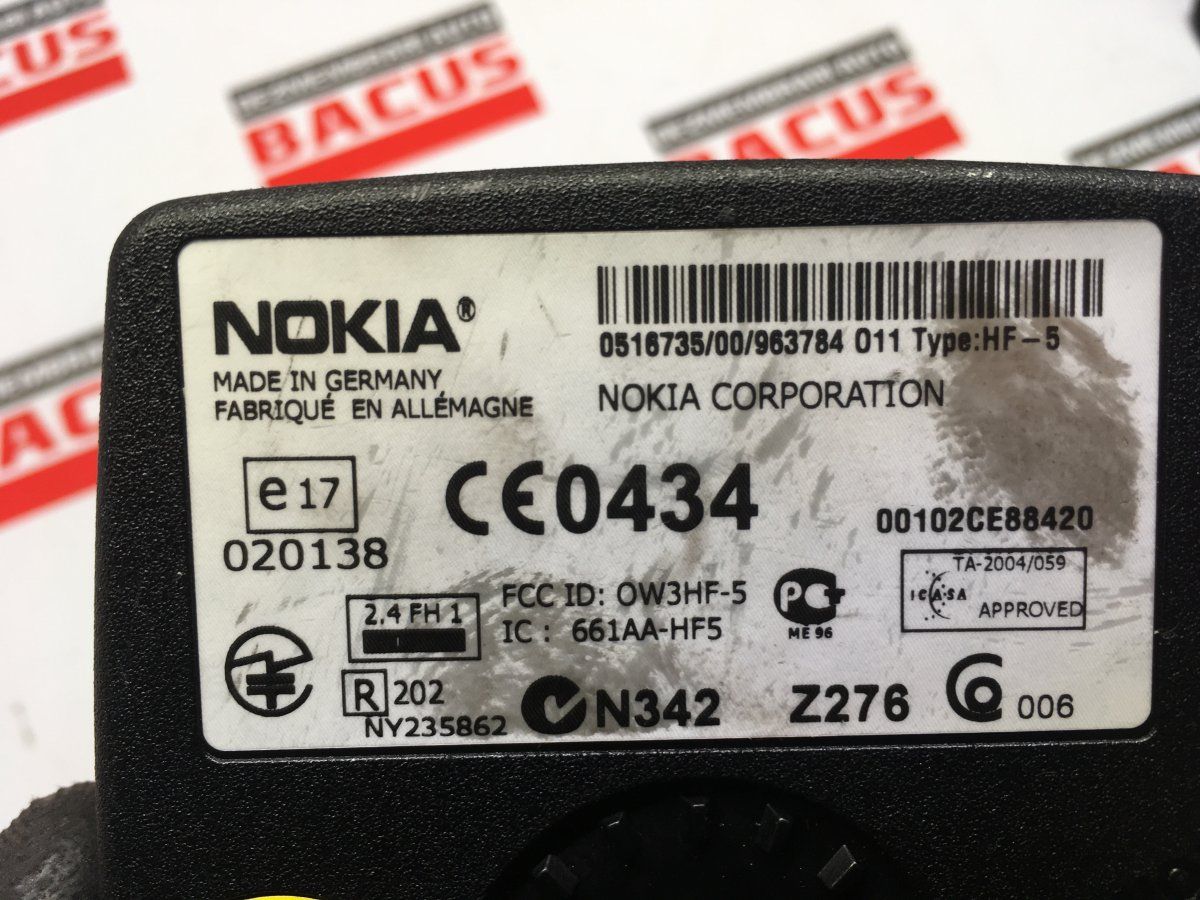 BACUS
BACUS
BACUS
NOKIA®
MADE IN GERMANY
FABRIQUÉ EN ALLÉMAGNE
0516735/00/963784 011 Type:HF-5
NOKIA CORPORATION
e 17
020138
CE0434
00102CE88420
TA-2004/059
ICASA
APPROVED
2.4 FH 1
FCC ID: OW3HF-5
IC : 661AA-HF5
ME 96
R 202
NY235862
N342
Z276
006